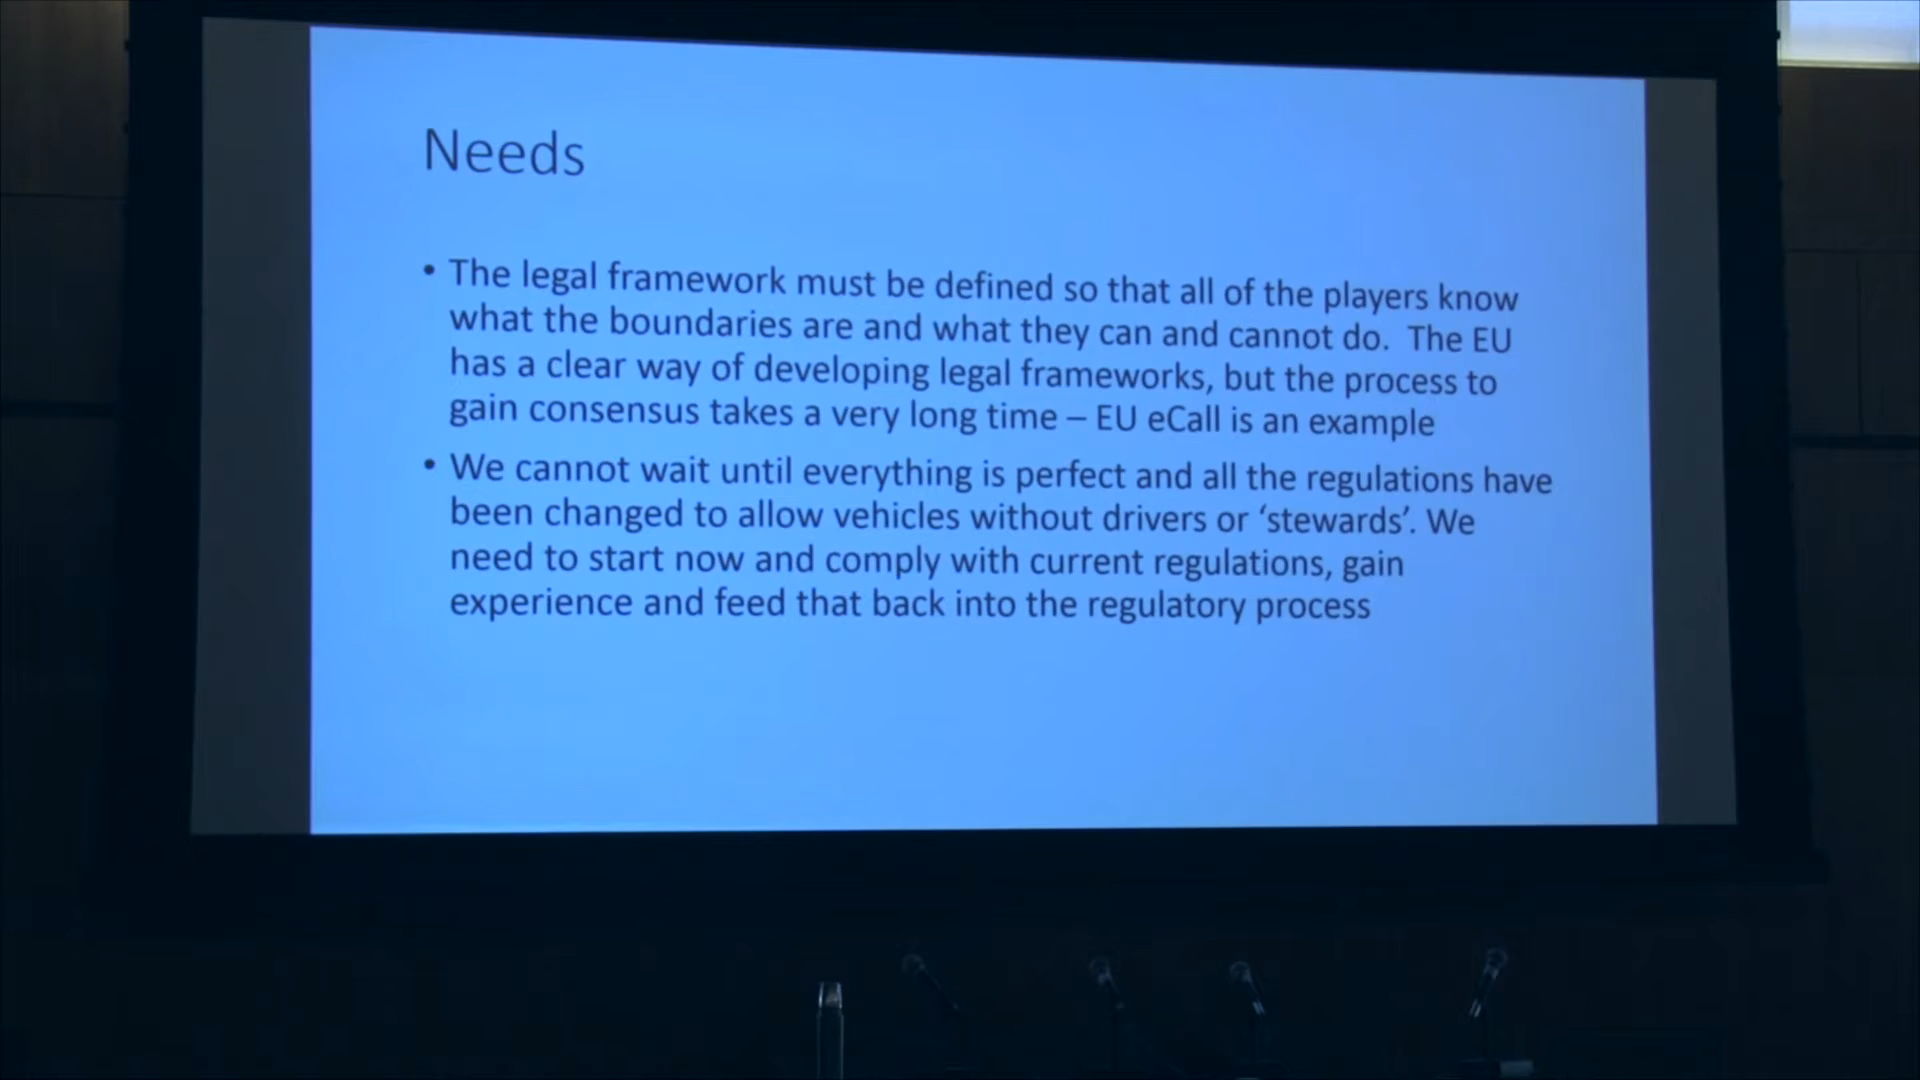 Needs
• The legal framework must be defined so that all of the players know
what the boundaries are and what they can and cannot do.  The EU
has a clear way of developing legal frameworks, but the process to
gain consensus takes a very long time – EU eCall is an example
• We cannot wait until everything is perfect and all the regulations have
been changed to allow vehicles without drivers or ‘stewards’. We
need to start now and comply with current regulations, gain
experience and feed that back into the regulatory process